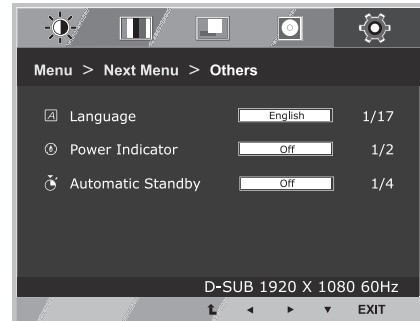 Menu > Next Menu > Others
A Language English 1/17
Power Indicator Off 1/2
Automatic Standby Off 1/4
D-SUB 1920 X 1080 60Hz
EXIT